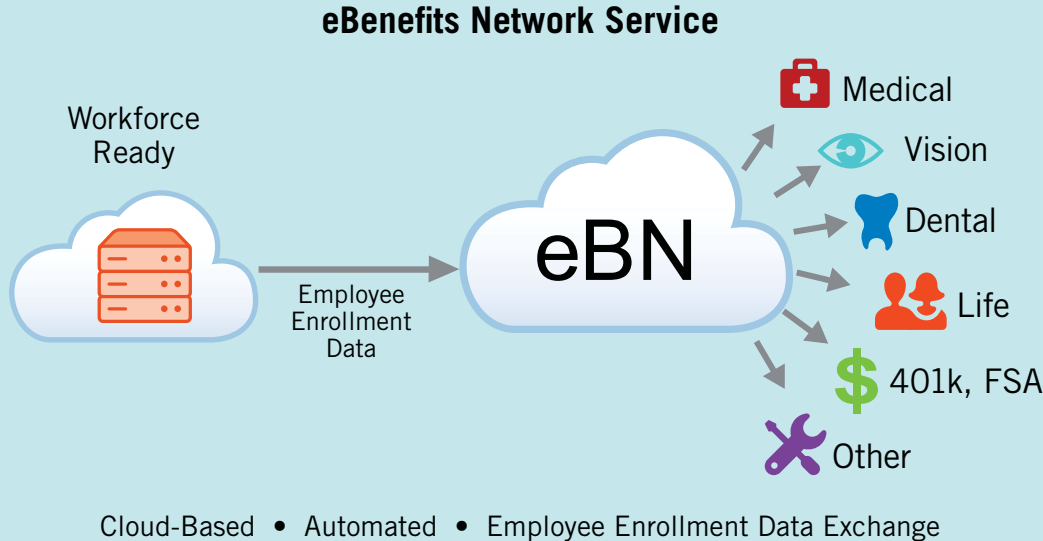 eBenefits Network Service
Workforce
Ready
Employee
Enrollment
Data
eBN
Medical
Vision
Dental
Life
401k, FSA
Other
Cloud-Based • Automated • Employee Enrollment Data Exchange